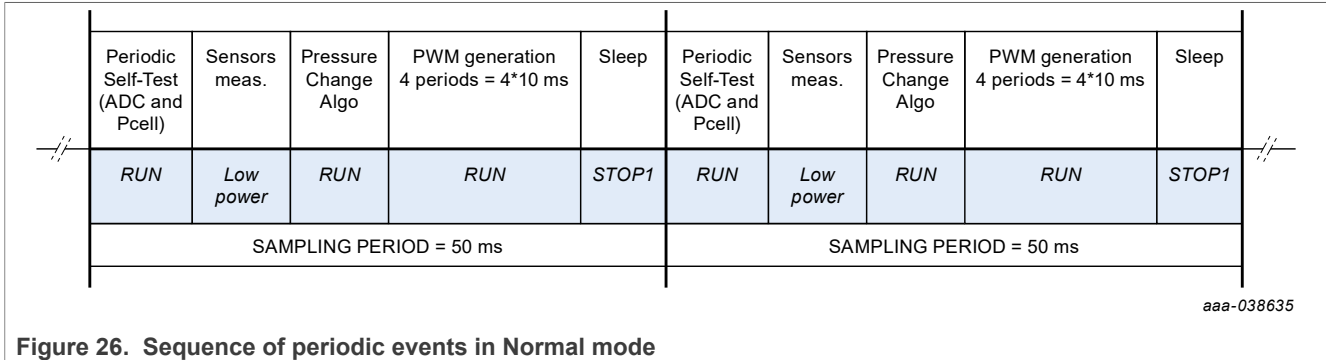 Periodic Self-Test (ADC and Pcell)
Sensors meas.
Pressure Change Algo
PWM generation 4 periods = 4*10 ms
Sleep
Periodic Self-Test (ADC and Pcell)
Sensors meas.
Pressure Change Algo
PWM generation 4 periods = 4*10 ms
Sleep
RUN
Low power
RUN
RUN
STOP1
RUN
Low power
RUN
RUN
STOP1
SAMPLING PERIOD = 50 ms
SAMPLING PERIOD = 50 ms
aaa-038635
Figure 26. Sequence of periodic events in Normal mode